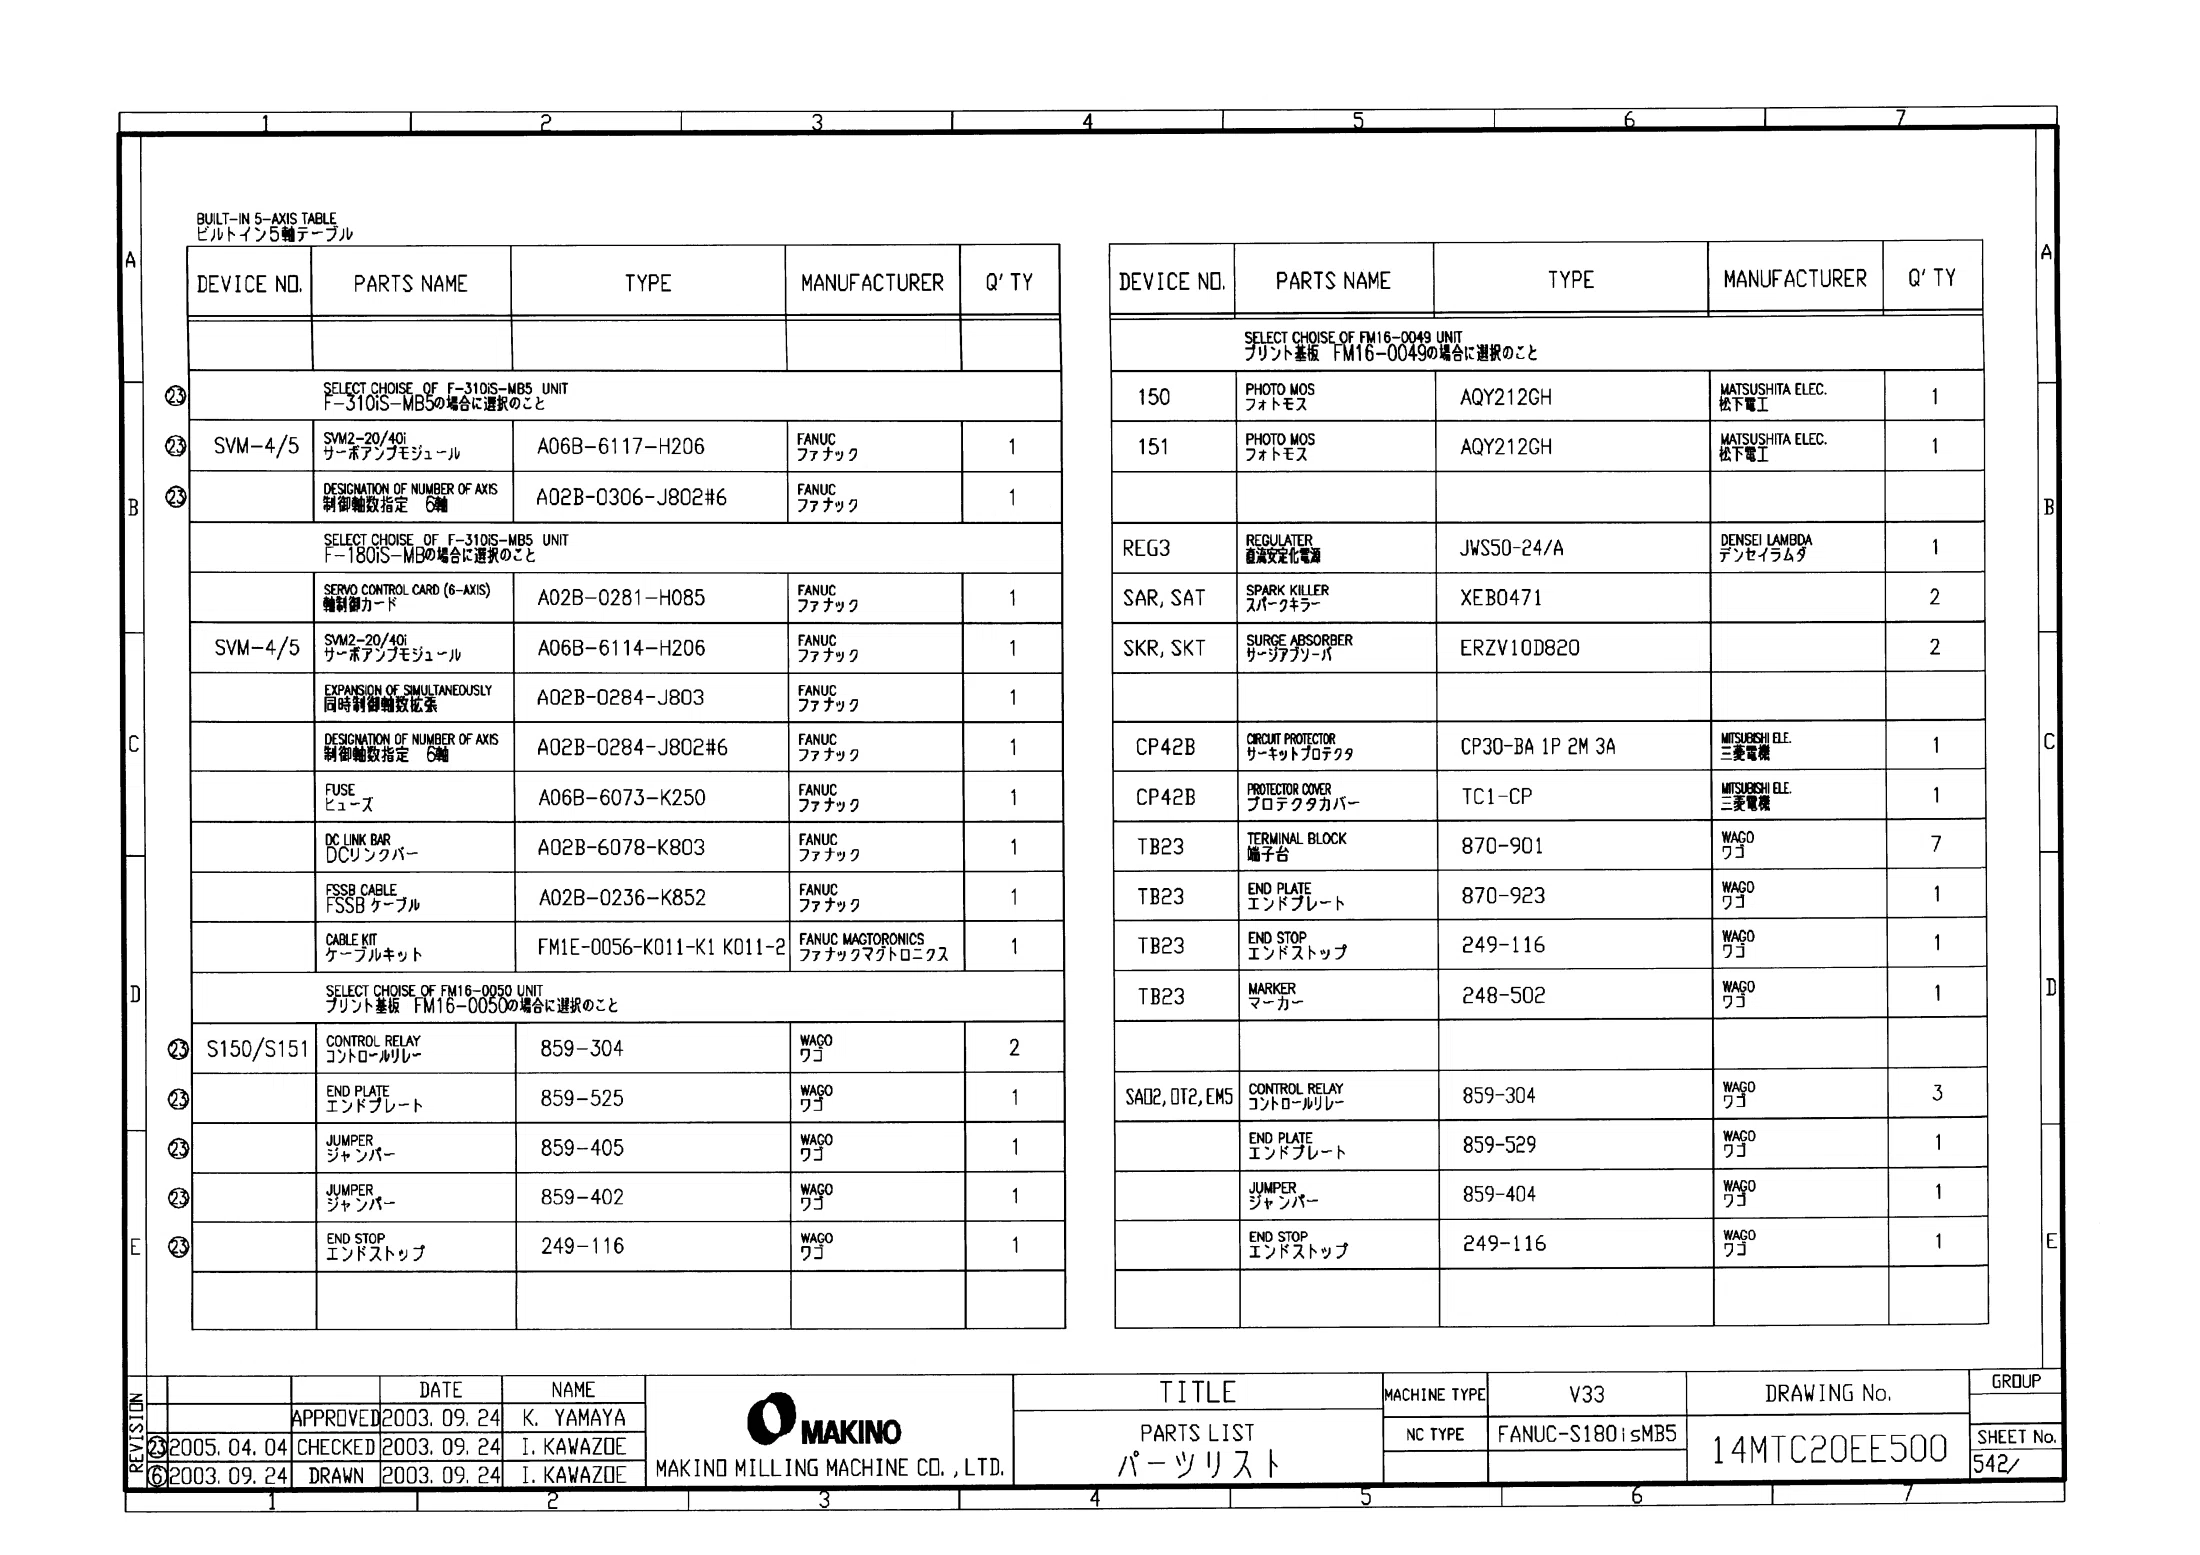 1 2 3 4 5 6 7
A
B
C
D
E
BUILT-IN 5-AXIS TABLE
ビルトイン5軸テーブル
DEVICE NO. PARTS NAME TYPE MANUFACTURER Q'TY
㉓ SELECT CHOISE OF F-310iS-MB5 UNIT
F-310iS-MB5の場合に選択のこと
㉓ SVM-4/5 SVM2-20/40i A06B-6117-H206 FANUC 1
サーボアンプモジュール ファナック
㉓ DESIGNATION OF NUMBER OF AXIS A02B-0306-J802#6 FANUC 1
制御軸数指定 6軸 ファナック
SELECT CHOISE OF F-310iS-MB5 UNIT
F-180iS-MBの場合に選択のこと
SERVO CONTROL CARD (6-AXIS) A02B-0281-H085 FANUC 1
軸制御カード ファナック
SVM-4/5 SVM2-20/40i A06B-6114-H206 FANUC 1
サーボアンプモジュール ファナック
EXPANSION OF SIMULTANEOUSLY A02B-0284-J803 FANUC 1
同時制御軸数拡張 ファナック
DESIGNATION OF NUMBER OF AXIS A02B-0284-J802#6 FANUC 1
制御軸数指定 6軸 ファナック
FUSE A06B-6073-K250 FANUC 1
ヒューズ ファナック
DC LINK BAR A02B-6078-K803 FANUC 1
DCリンクバー ファナック
FSSB CABLE A02B-0236-K852 FANUC 1
FSSBケーブル ファナック
CABLE KIT FM1E-0056-K011-K1 K011-2 FANUC MAGTORONICS 1
ケーブルキット ファナックマグトロニクス
SELECT CHOISE OF FM16-0050 UNIT
プリント基板 FM16-0050の場合に選択のこと
㉓ S150/S151 CONTROL RELAY 859-304 WAGO 2
コントロールリレー ワゴ
㉓ END PLATE 859-525 WAGO 1
エンドプレート ワゴ
㉓ JUMPER 859-405 WAGO 1
ジャンパー ワゴ
㉓ JUMPER 859-402 WAGO 1
ジャンパー ワゴ
㉓ END STOP 249-116 WAGO 1
エンドストップ ワゴ
DEVICE NO. PARTS NAME TYPE MANUFACTURER Q'TY
SELECT CHOISE OF FM16-0049 UNIT
プリント基板 FM16-0049の場合に選択のこと
150 PHOTO MOS AQY212GH MATSUSHITA ELEC. 1
フォトモス 松下電工
151 PHOTO MOS AQY212GH MATSUSHITA ELEC. 1
フォトモス 松下電工
REG3 REGULATER JWS50-24/A DENSEI LAMBDA 1
直流安定化電源 デンセイラムダ
SAR, SAT SPARK KILLER XEB0471 2
スパークキラー
SKR, SKT SURGE ABSORBER ERZV10D820 2
サージアブソーバ
CP42B CIRCUIT PROTECTOR CP30-BA 1P 2M 3A MITSUBISHI ELE. 1
サーキットプロテクタ 三菱電機
CP42B PROTECTOR COVER TC1-CP MITSUBISHI ELE. 1
プロテクタカバー 三菱電機
TB23 TERMINAL BLOCK 870-901 WAGO 7
端子台 ワゴ
TB23 END PLATE 870-923 WAGO 1
エンドプレート ワゴ
TB23 END STOP 249-116 WAGO 1
エンドストップ ワゴ
TB23 MARKER 248-502 WAGO 1
マーカー ワゴ
SA02, OT2, EM5 CONTROL RELAY 859-304 WAGO 3
コントロールリレー ワゴ
END PLATE 859-529 WAGO 1
エンドプレート ワゴ
JUMPER 859-404 WAGO 1
ジャンパー ワゴ
END STOP 249-116 WAGO 1
エンドストップ ワゴ
A
B
C
D
E
REVISION
DATE NAME
APPROVED 2003. 09. 24 K. YAMAYA
㉓ 2005. 04. 04 CHECKED 2003. 09. 24 I. KAWAZOE
⑥ 2003. 09. 24 DRAWN 2003. 09. 24 I. KAWAZOE
MAKINO
MAKINO MILLING MACHINE CO., LTD.
TITLE
PARTS LIST
パーツリスト
MACHINE TYPE V33
NC TYPE FANUC-S180isMB5
DRAWING No.
14MTC20EE500
GROUP
SHEET No.
542/
1 2 3 4 5 6 7